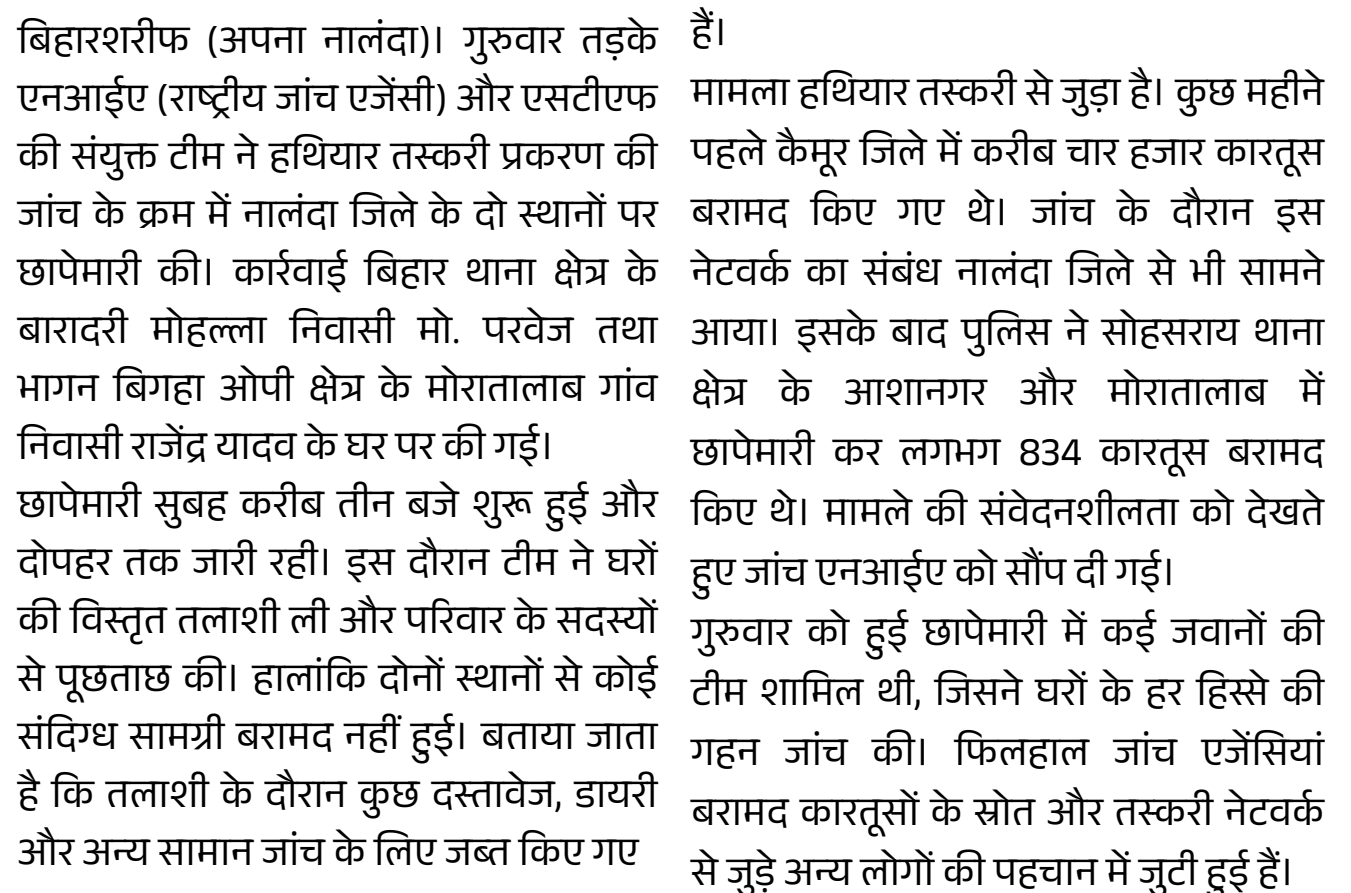 बिहारशरीफ (अपना नालंदा)। गुरुवार तड़के
एनआईए (राष्ट्रीय जांच एजेंसी) और एसटीएफ
की संयुक्त टीम ने हथियार तस्करी प्रकरण की
जांच के क्रम में नालंदा जिले के दो स्थानों पर
छापेमारी की। कार्रवाई बिहार थाना क्षेत्र के
बारादरी मोहल्ला निवासी मो. परवेज तथा
भागन बिगहा ओपी क्षेत्र के मोरातालाब गांव
निवासी राजेंद्र यादव के घर पर की गई।
छापेमारी सुबह करीब तीन बजे शुरू हुई और
दोपहर तक जारी रही। इस दौरान टीम ने घरों
की विस्तृत तलाशी ली और परिवार के सदस्यों
से पूछताछ की। हालांकि दोनों स्थानों से कोई
संदिग्ध सामग्री बरामद नहीं हुई। बताया जाता
है कि तलाशी के दौरान कुछ दस्तावेज, डायरी
और अन्य सामान जांच के लिए जब्त किए गए
हैं।
मामला हथियार तस्करी से जुड़ा है। कुछ महीने
पहले कैमूर जिले में करीब चार हजार कारतूस
बरामद किए गए थे। जांच के दौरान इस
नेटवर्क का संबंध नालंदा जिले से भी सामने
आया। इसके बाद पुलिस ने सोहसराय थाना
क्षेत्र के आशानगर और मोरातालाब में
छापेमारी कर लगभग 834 कारतूस बरामद
किए थे। मामले की संवेदनशीलता को देखते
हुए जांच एनआईए को सौंप दी गई।
गुरुवार को हुई छापेमारी में कई जवानों की
टीम शामिल थी, जिसने घरों के हर हिस्से की
गहन जांच की। फिलहाल जांच एजेंसियां
बरामद कारतूसों के स्रोत और तस्करी नेटवर्क
से जुड़े अन्य लोगों की पहचान में जुटी हुई हैं।